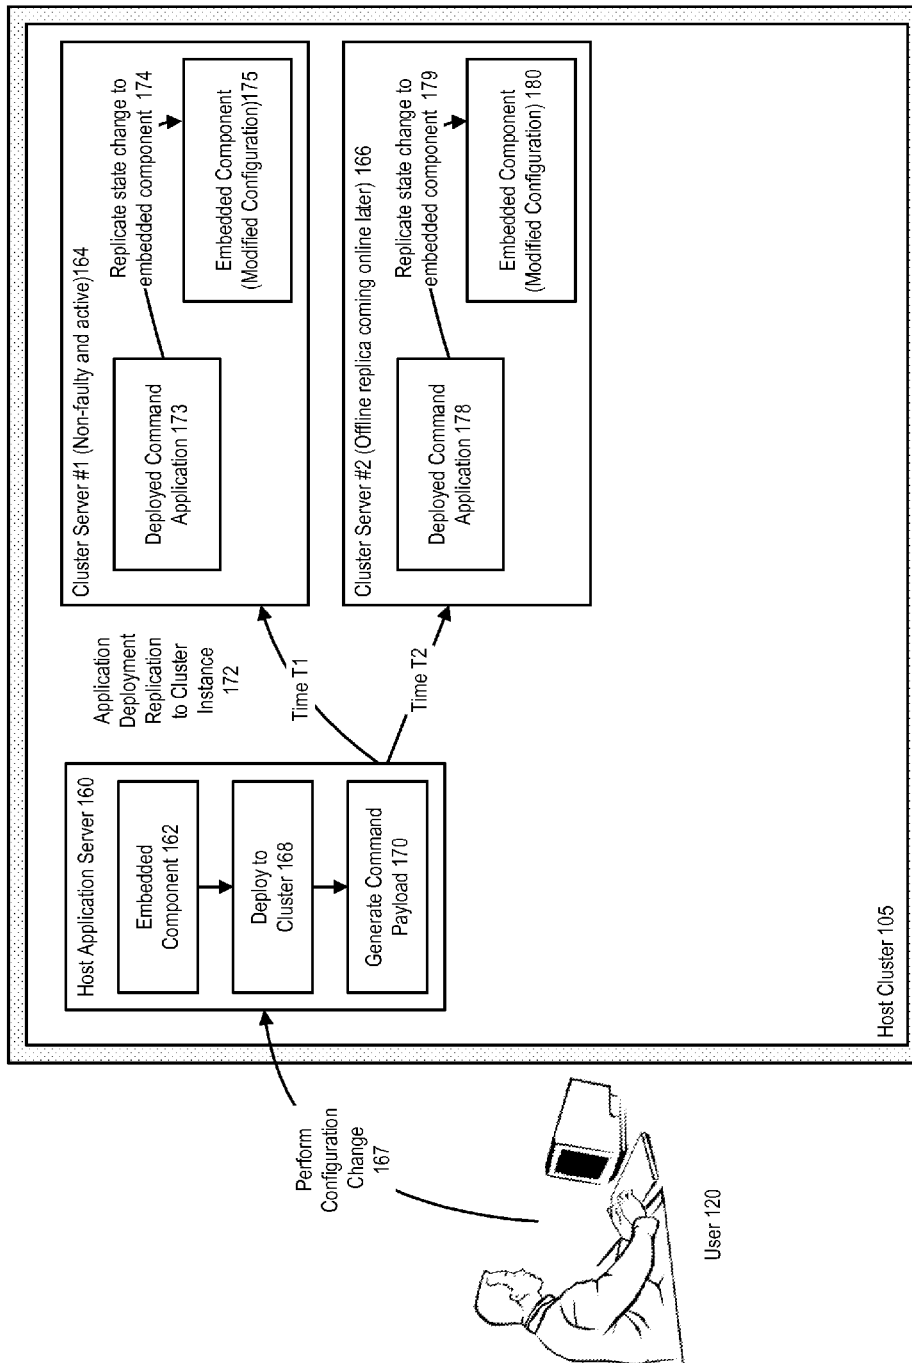 Perform
Configuration
Change
167
User 120
Host Application Server 160
Embedded
Component 162
Deploy to
Cluster 168
Generate Command
Payload 170
Application
Deployment
Replication
to Cluster
Instance
172
Time T1
Time T2
Cluster Server #1 (Non-faulty and active)164
Deployed Command
Application 173
Replicate state change to
embedded component 174
Embedded Component
(Modified Configuration)175
Cluster Server #2 (Offline replica coming online later) 166
Deployed Command
Application 178
Replicate state change to
embedded component 179
Embedded Component
(Modified Configuration) 180
Host Cluster 105